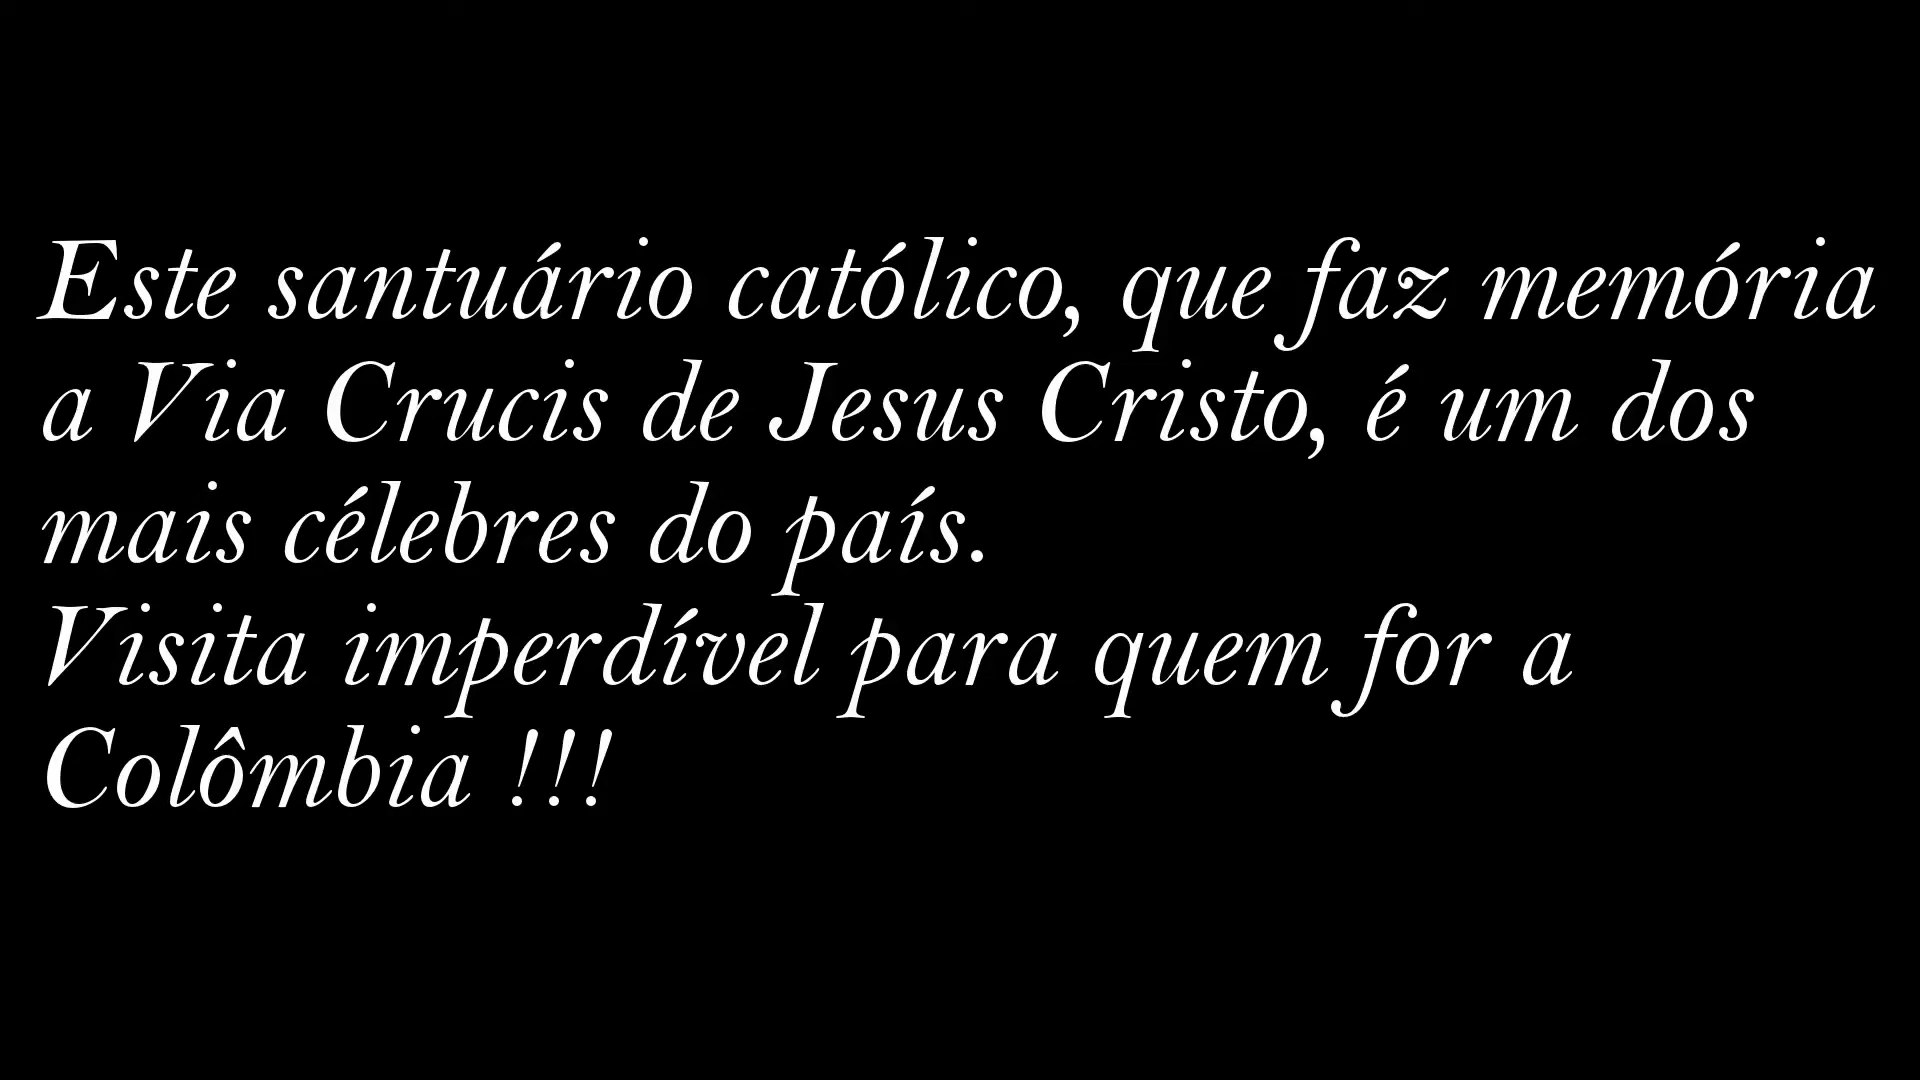 Este santuário católico, que faz memória
a Via Crucis de Jesus Cristo, é um dos
mais célebres do país.
Visita imperdível para quem for a
Colômbia !!!